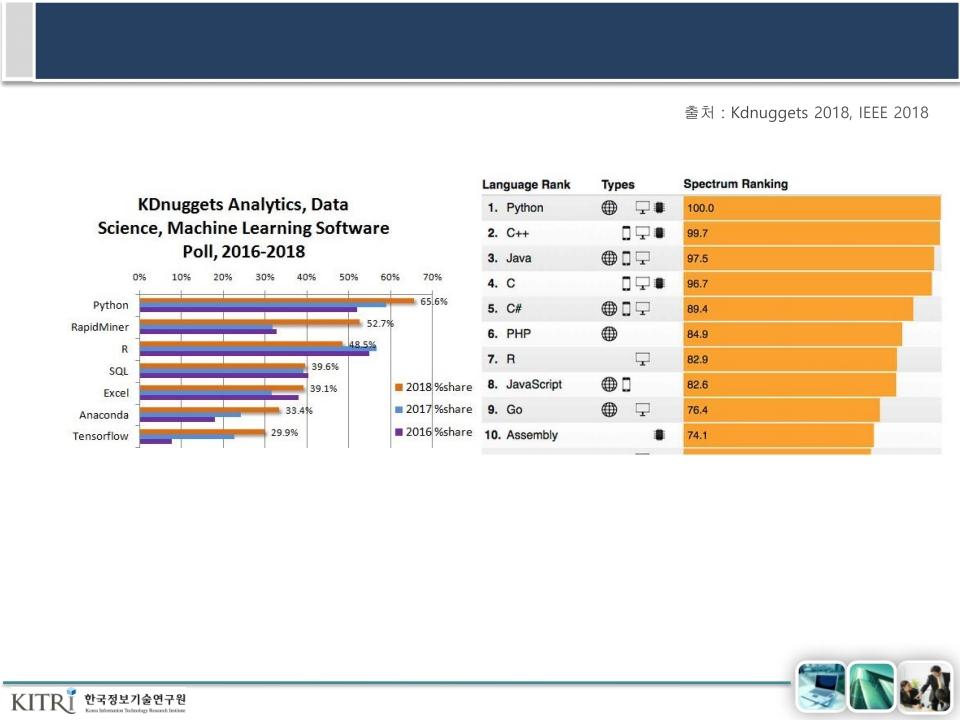 출처 : Kdnuggets 2018, IEEE 2018
KDnuggets Analytics, Data
Science, Machine Learning Software
Poll, 2016-2018
0% 10% 20% 30% 40% 50% 60% 70%
Python 65.6%
RapidMiner 52.7%
R 48.5%
SQL 39.6%
Excel 39.1%
Anaconda 33.4%
Tensorflow 29.9%
2018 %share
2017 %share
2016 %share
Language Rank Types Spectrum Ranking
1. Python 100.0
2. C++ 99.7
3. Java 97.5
4. C 96.7
5. C# 89.4
6. PHP 84.9
7. R 82.9
8. JavaScript 82.6
9. Go 76.4
10. Assembly 74.1
KITRI 한국정보기술연구원
Korea Information Technology Research Institute